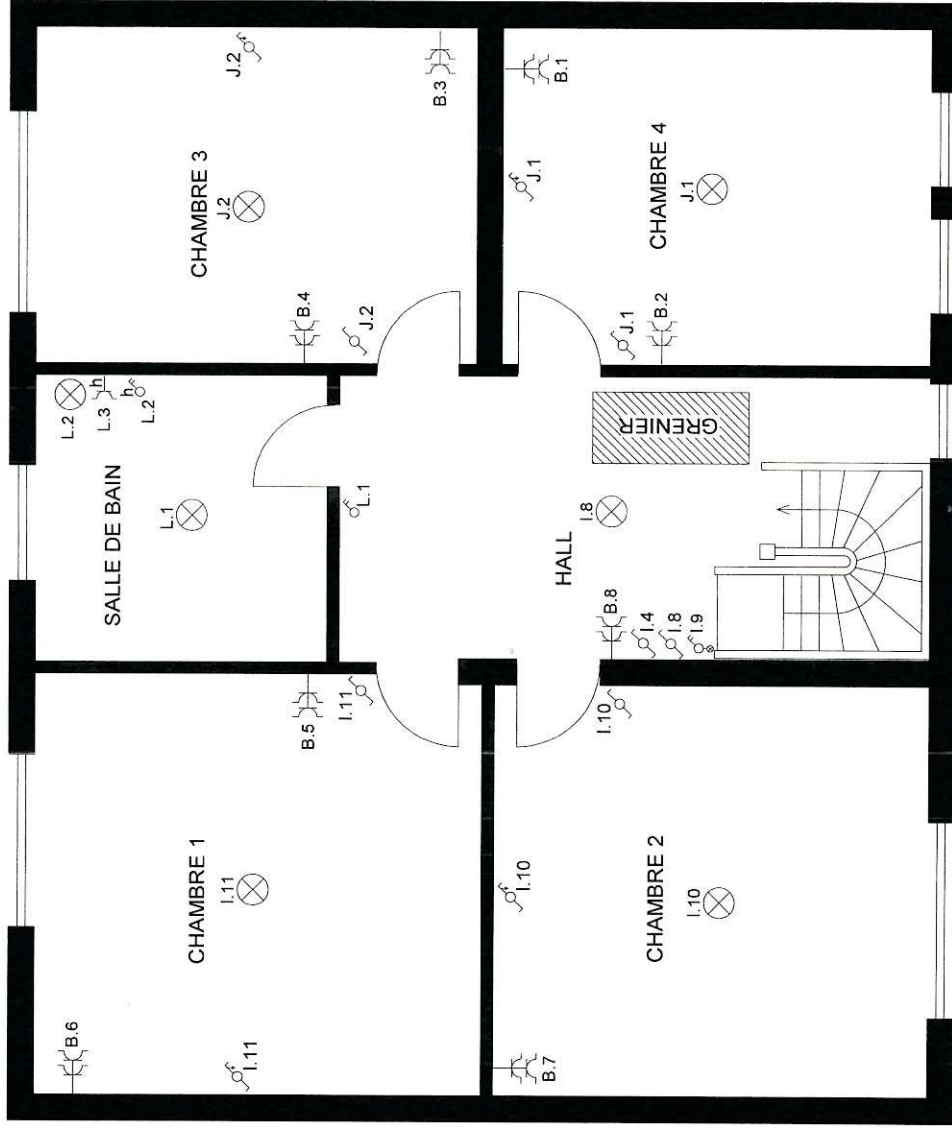 B.7
I.10
CHAMBRE 2
I.10
I.10
B.6
I.11
CHAMBRE 1
I.11
B.5
I.11
I.9
I.8
I.4
B.8
HALL
I.8
GRENIER
SALLE DE BAIN
L.1
L.1
L.2
L.3
h
h
L.2
J.1
B.2
CHAMBRE 4
J.1
J.1
B.1
J.2
B.4
CHAMBRE 3
J.2
J.2
B.3